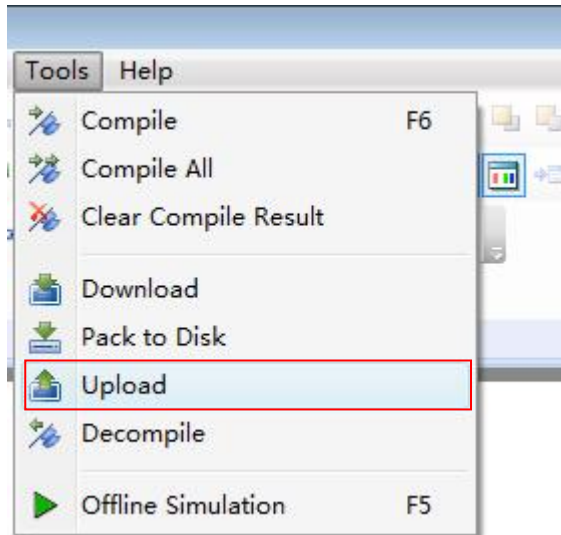 Tools Help
Compile F6
Compile All
Clear Compile Result
Download
Pack to Disk
Upload
Decompile
Offline Simulation F5